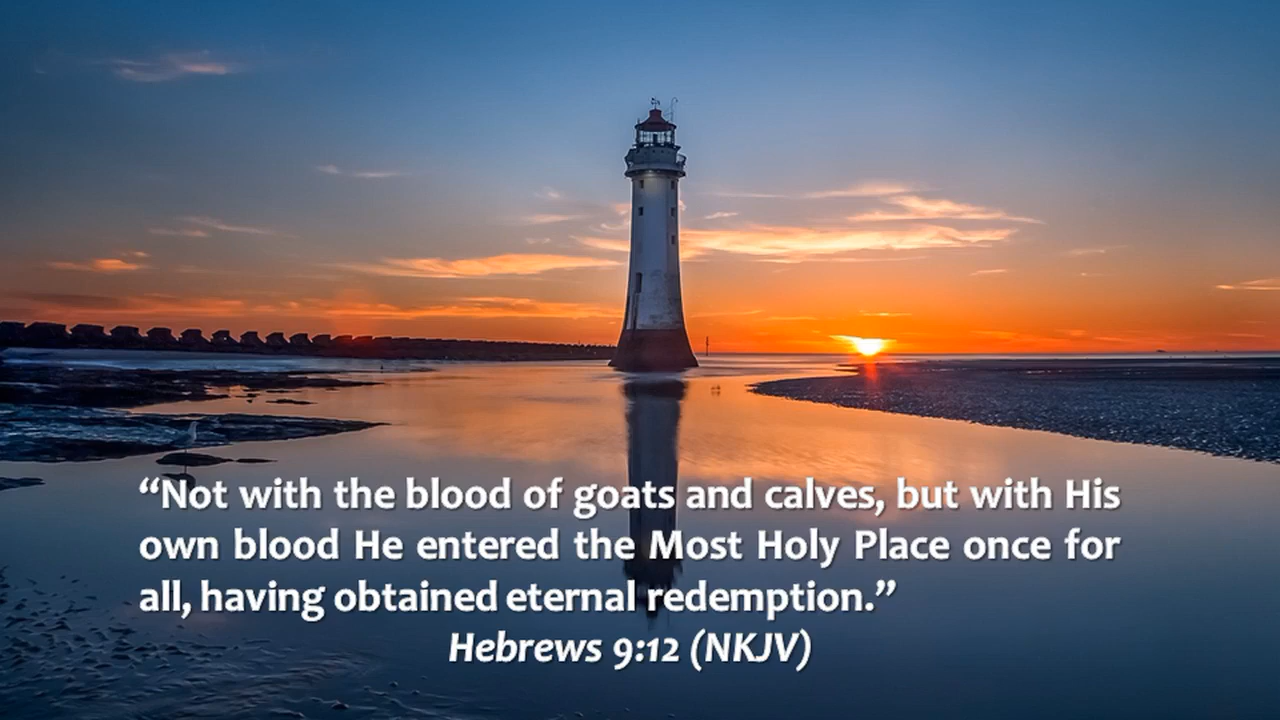 “Not with the blood of goats and calves, but with His
own blood He entered the Most Holy Place once for
all, having obtained eternal redemption.”
Hebrews 9:12 (NKJV)